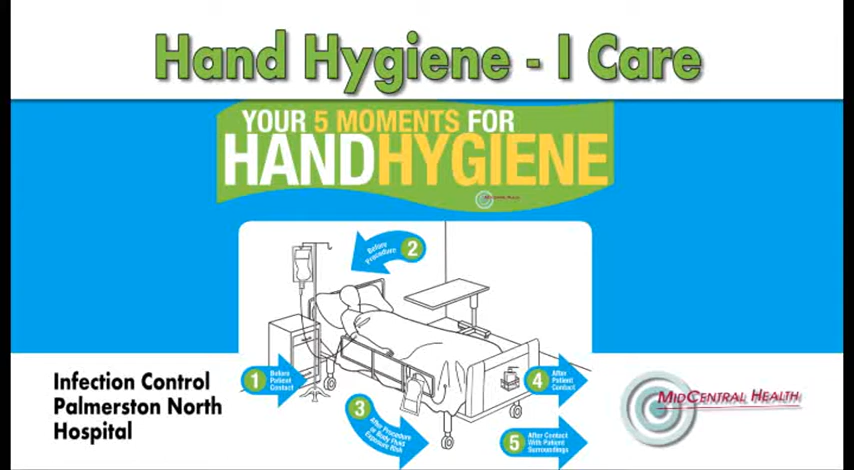 Hand Hygiene - I Care
YOUR 5 MOMENTS FOR
HANDHYGIENE
MIDCENTRAL HEALTH
Before
Procedure
2
1
Before
Patient
Contact
3
After Procedure
or Body Fluid
Exposure Risk
4
After
Patient
Contact
5
After Contact
With Patient
Surroundings
Infection Control
Palmerston North
Hospital
MIDCENTRAL HEALTH